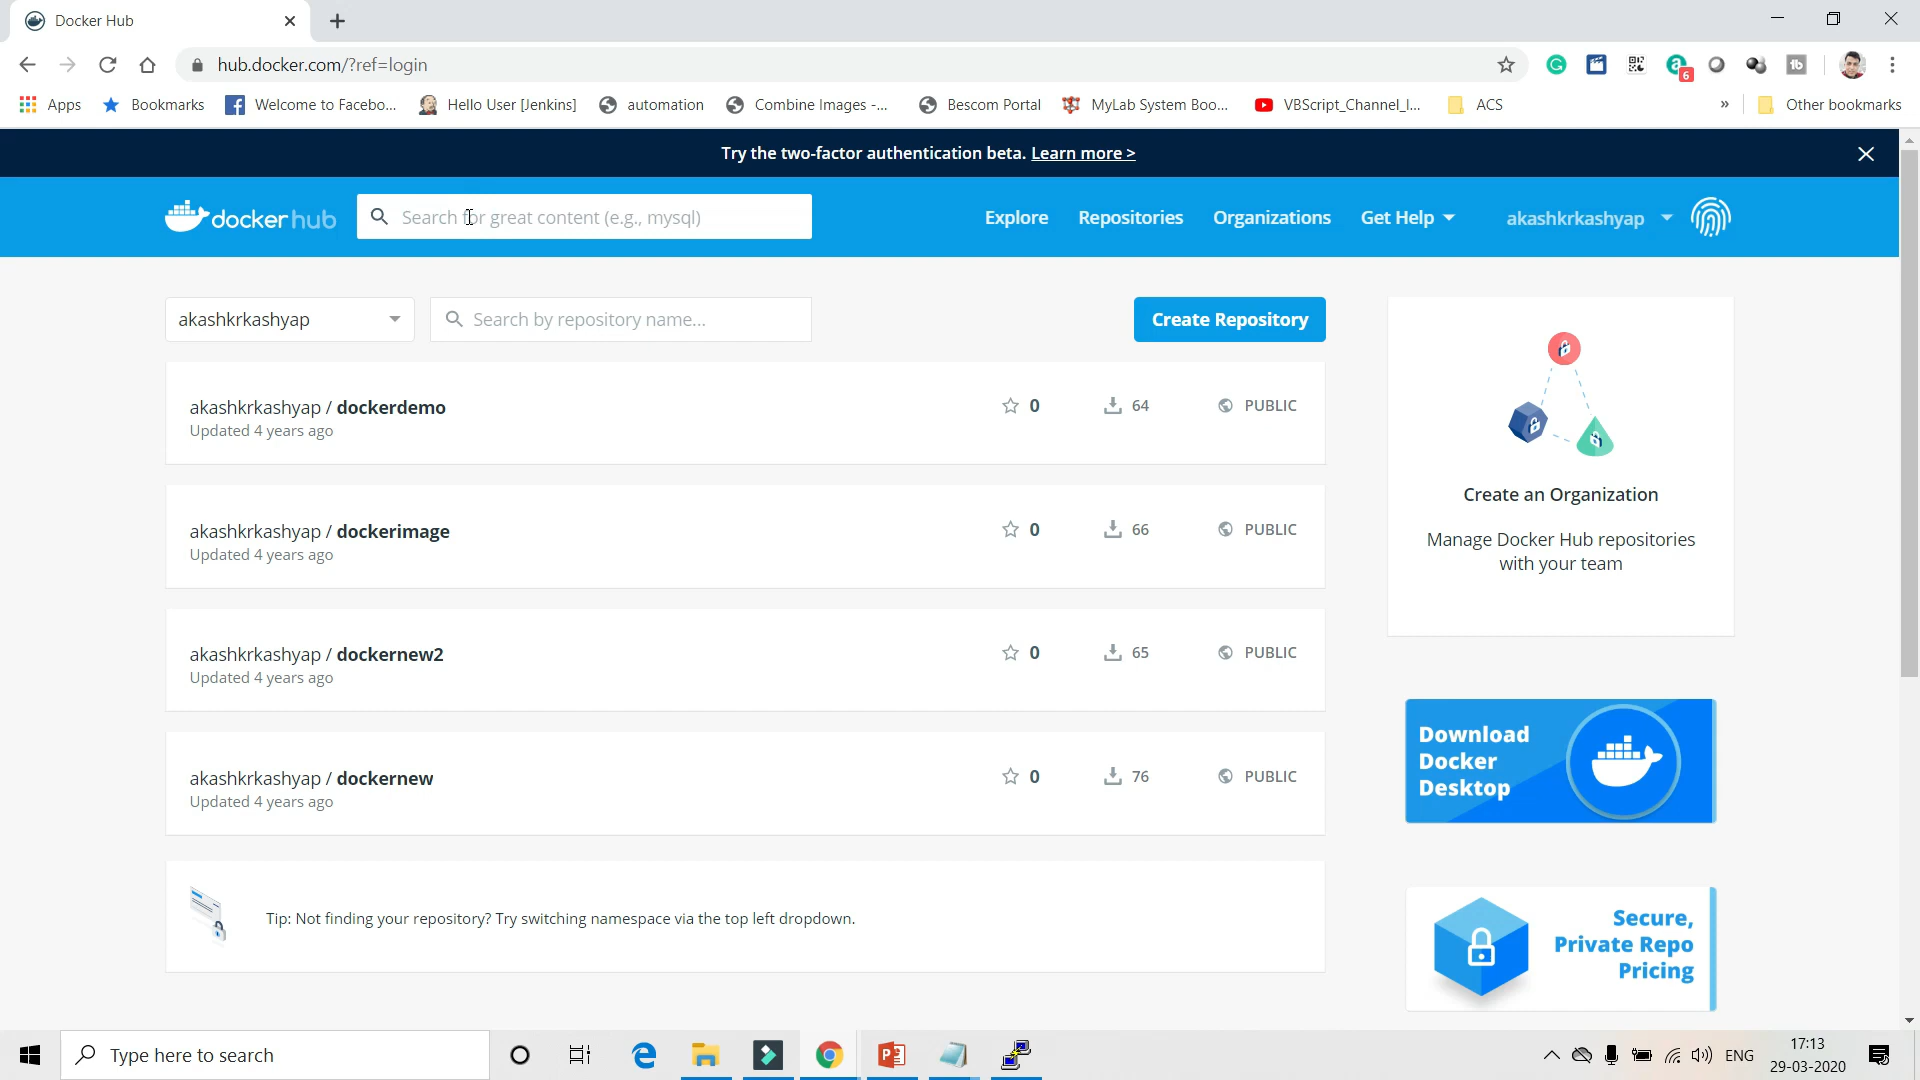 Docker Hub
hub.docker.com/?ref=login
6
Apps
Bookmarks
Welcome to Facebo...
Hello User [Jenkins]
automation
Combine Images -...
Bescom Portal
MyLab System Boo...
VBScript_Channel_I...
ACS
»
Other bookmarks
Try the two-factor authentication beta. Learn more >
dockerhub
Search for great content (e.g., mysql)
Explore
Repositories
Organizations
Get Help
akashkrkashyap
akashkrkashyap
Search by repository name...
Create Repository
akashkrkashyap / dockerdemo
Updated 4 years ago
0
64
PUBLIC
akashkrkashyap / dockerimage
Updated 4 years ago
0
66
PUBLIC
akashkrkashyap / dockernew2
Updated 4 years ago
0
65
PUBLIC
akashkrkashyap / dockernew
Updated 4 years ago
0
76
PUBLIC
Tip: Not finding your repository? Try switching namespace via the top left dropdown.
Create an Organization
Manage Docker Hub repositories
with your team
Download
Docker
Desktop
Secure,
Private Repo
Pricing
Type here to search
ENG
17:13
29-03-2020